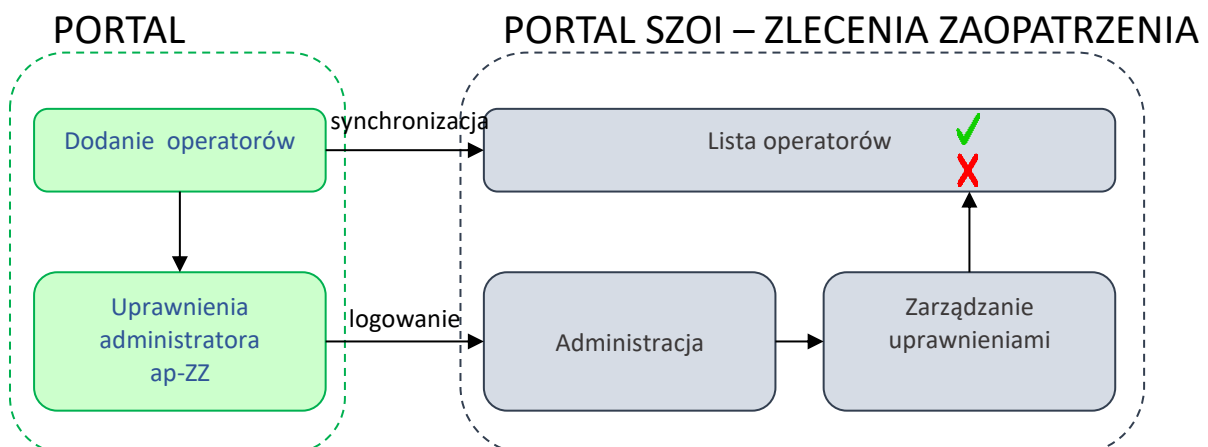 PORTAL
PORTAL SZOI – ZLECENIA ZAOPATRZENIA
Dodanie operatorów
synchronizacja
Lista operatorów
Uprawnienia
administratora
ap-ZZ
logowanie
Administracja
Zarządzanie
uprawnieniami